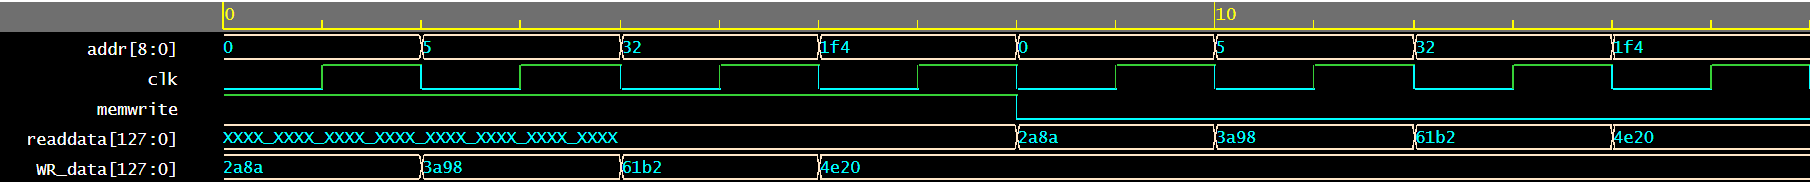 0 10
addr[8:0] 0 5 32 1f4 0 5 32 1f4
clk
memwrite
readdata[127:0] XXXX_XXXX_XXXX_XXXX_XXXX_XXXX_XXXX_XXXX 2a8a 3a98 61b2 4e20
WR_data[127:0] 2a8a 3a98 61b2 4e20